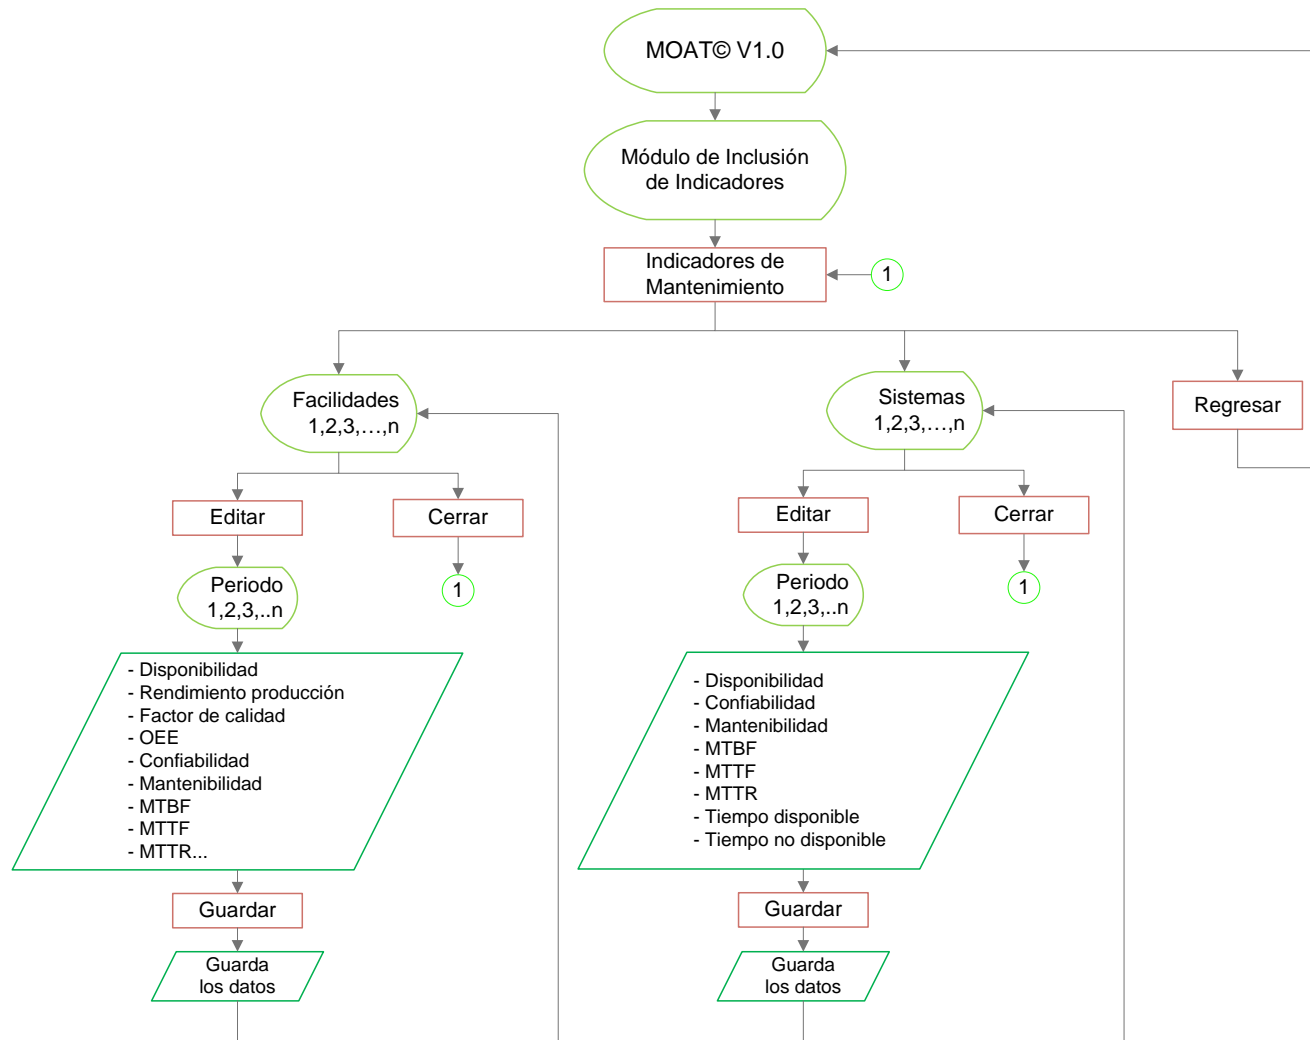 MOAT© V1.0
Módulo de Inclusión
de Indicadores
Indicadores de
Mantenimiento
1
Facilidades
1,2,3,…,n
Sistemas
1,2,3,…,n
Regresar
Editar
Cerrar
Editar
Cerrar
Periodo
1,2,3,..n
1
Periodo
1,2,3,..n
1
- Disponibilidad
- Rendimiento producción
- Factor de calidad
- OEE
- Confiabilidad
- Mantenibilidad
- MTBF
- MTTF
- MTTR...
- Disponibilidad
- Confiabilidad
- Mantenibilidad
- MTBF
- MTTF
- MTTR
- Tiempo disponible
- Tiempo no disponible
Guardar
Guardar
Guarda
los datos
Guarda
los datos